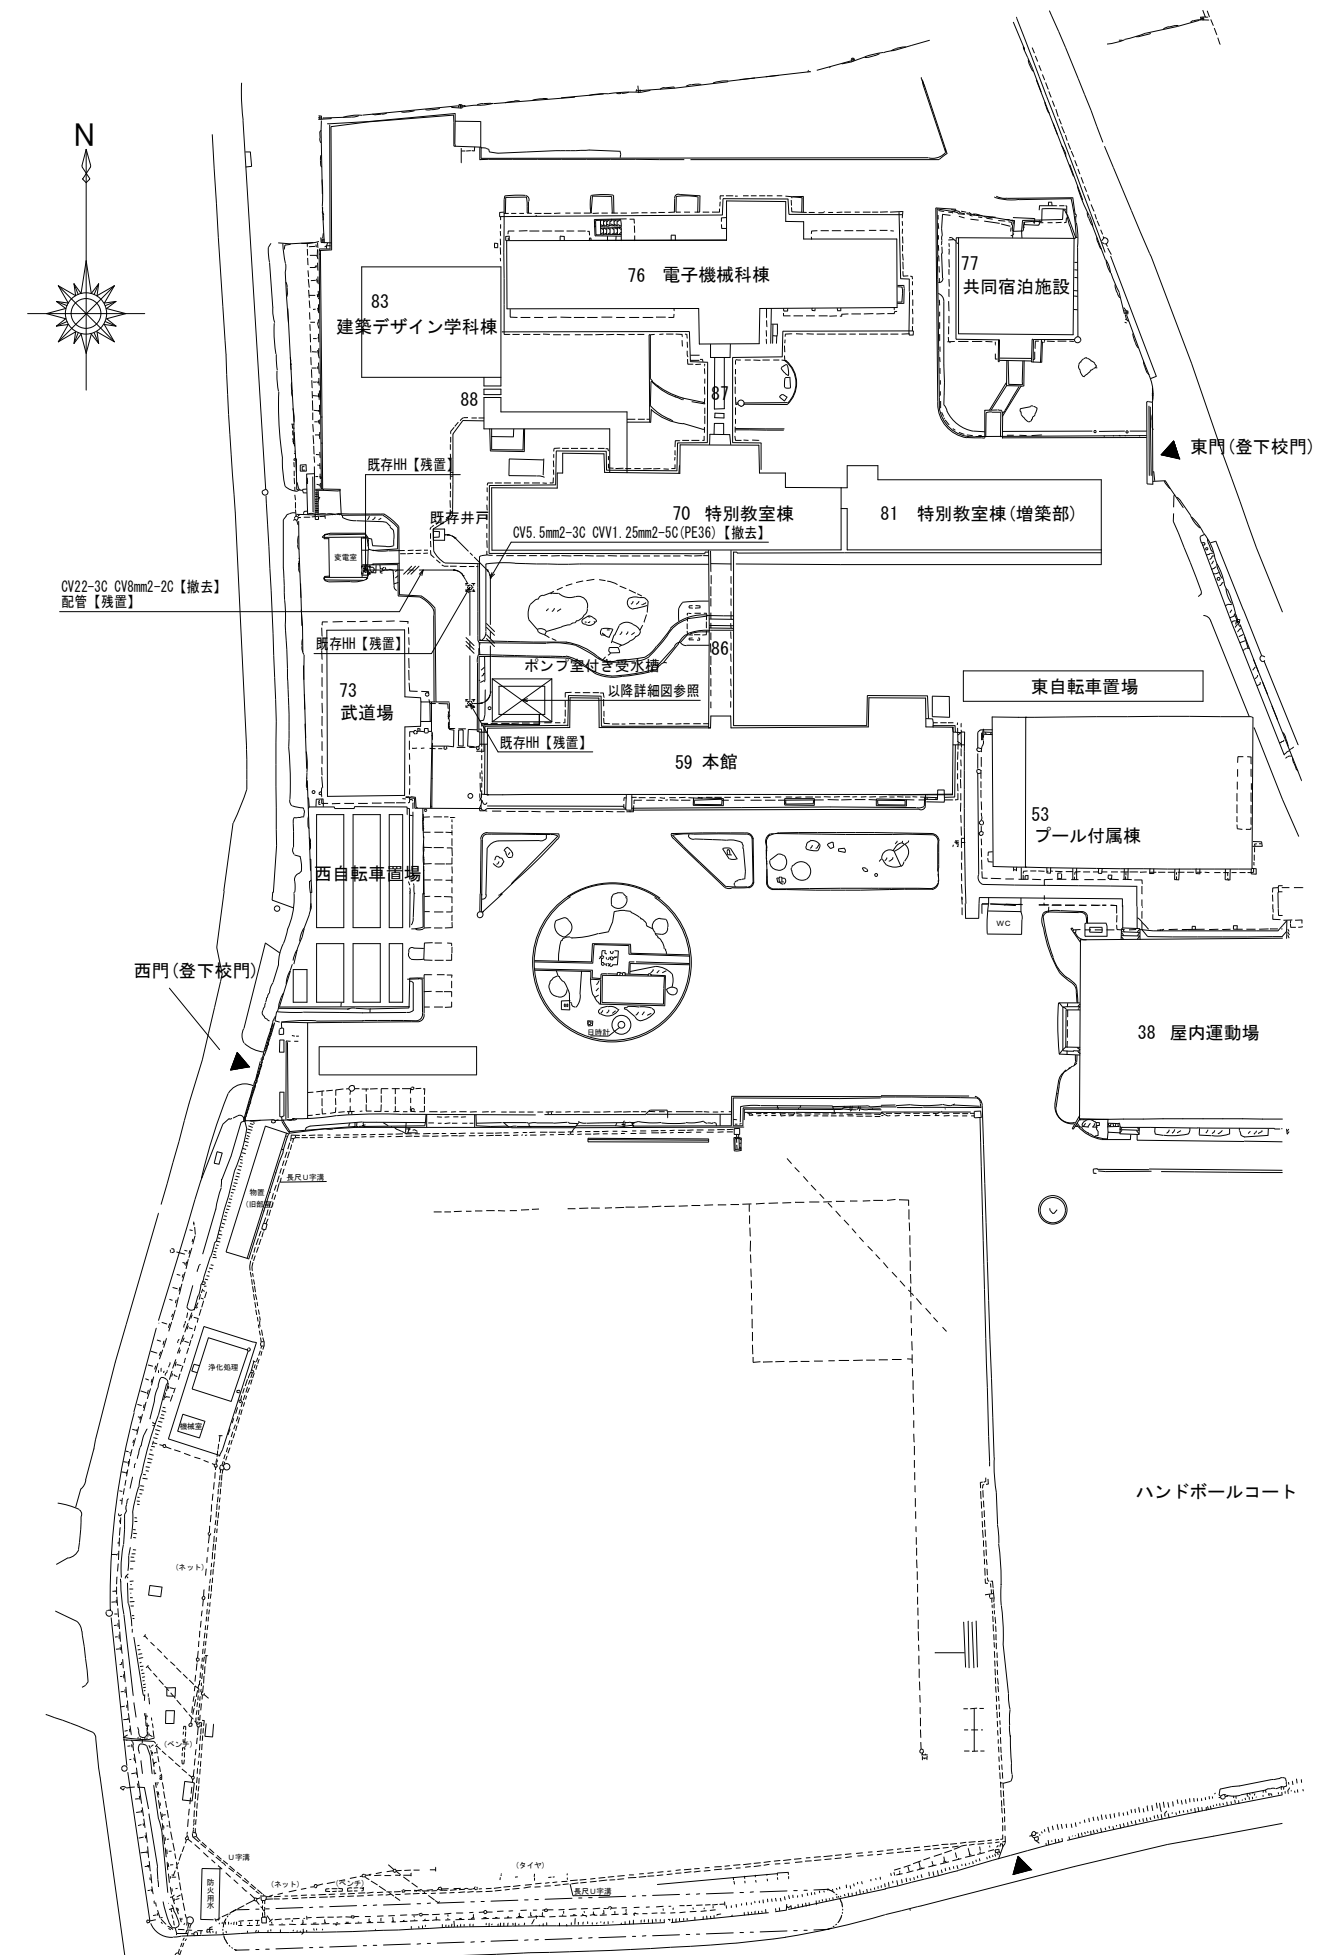 N
76 電子機械科棟
77
共同宿泊施設
83
建築デザイン学科棟
87
88
東門(登下校門)
既存HH【残置】
既存井戸
70 特別教室棟
81 特別教室棟(増築部)
CV5.5mm2-3C CVV1.25mm2-5C(PE36)【撤去】
変電室
CV22-3C CV8mm2-2C【撤去】
配管【残置】
既存HH【残置】
86
ポンプ室付き受水槽
以降詳細図参照
東自転車置場
73
武道場
既存HH【残置】
59 本館
53
プール付属棟
西自転車置場
WC
西門(登下校門)
日時計
38 屋内運動場
長尺U字溝
物置
浄化処理
機械室
ハンドボールコート
(ネット)
(ベンチ)
U字溝
(タイヤ)
(ネット)
(ベンチ)
長尺U字溝
防火用水